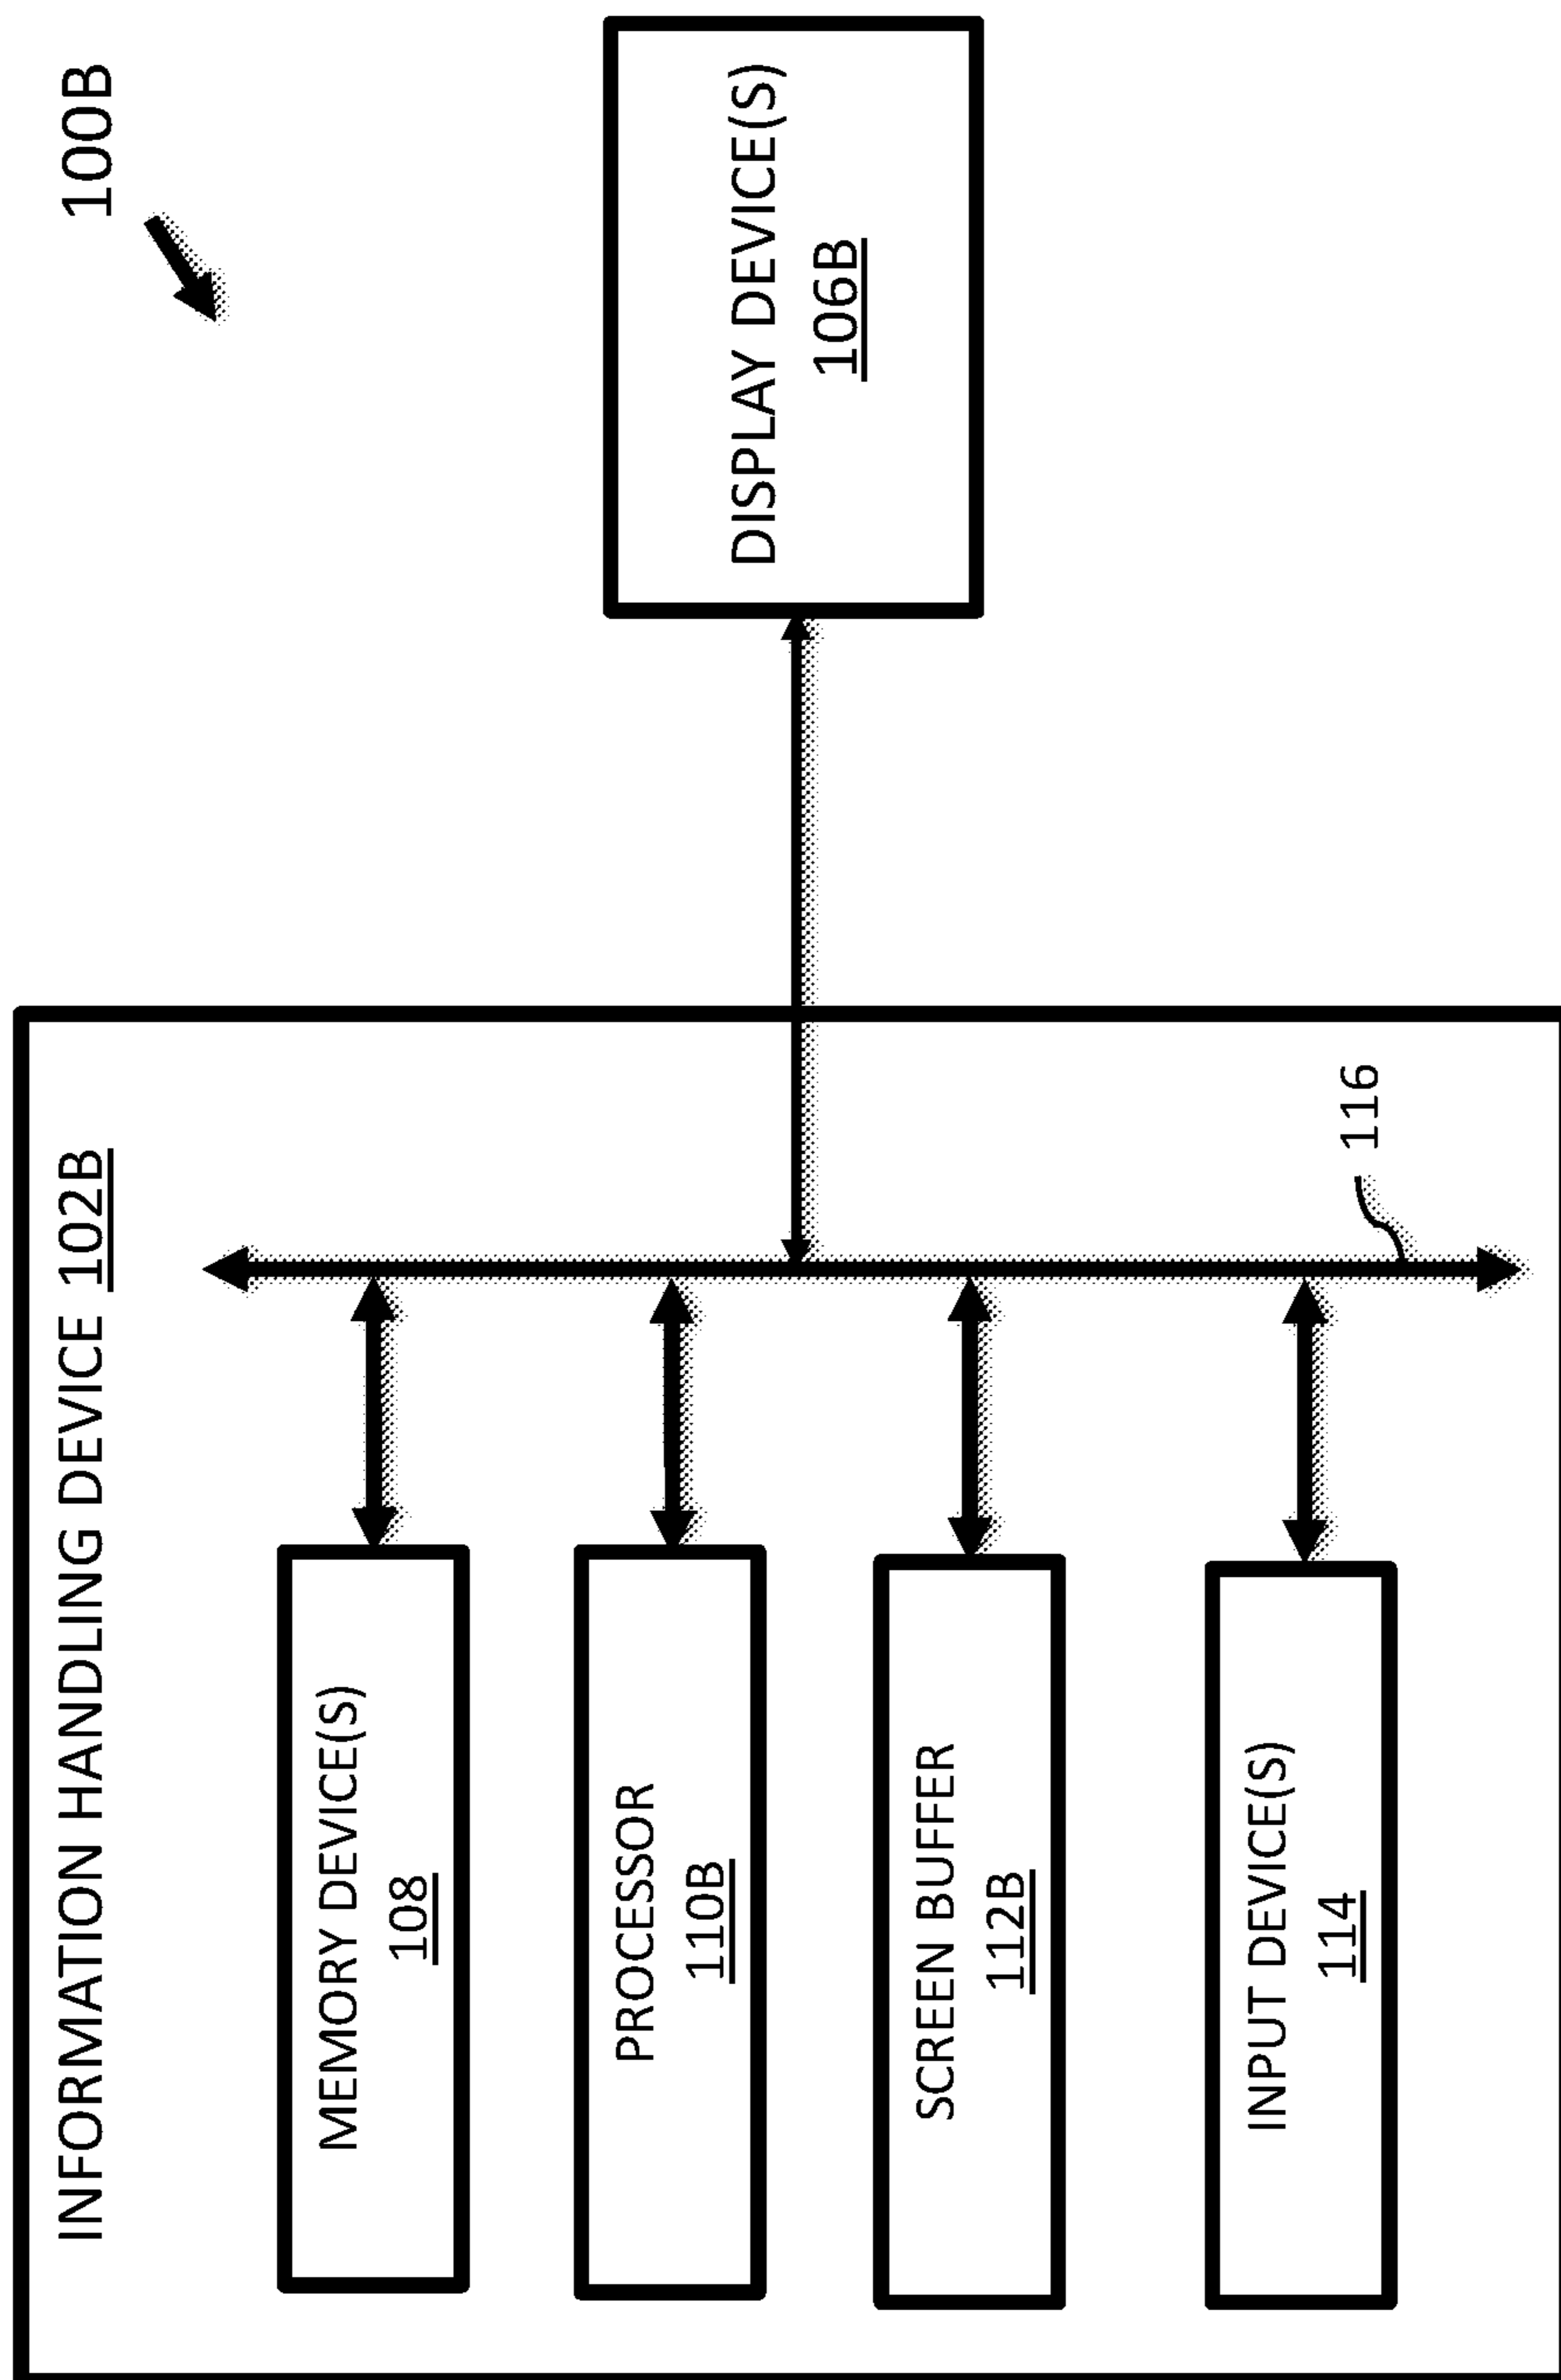 100B
INFORMATION HANDLING DEVICE 102B
MEMORY DEVICE(S)
108
PROCESSOR
110B
SCREEN BUFFER
112B
INPUT DEVICE(S)
114
116
DISPLAY DEVICE(S)
106B